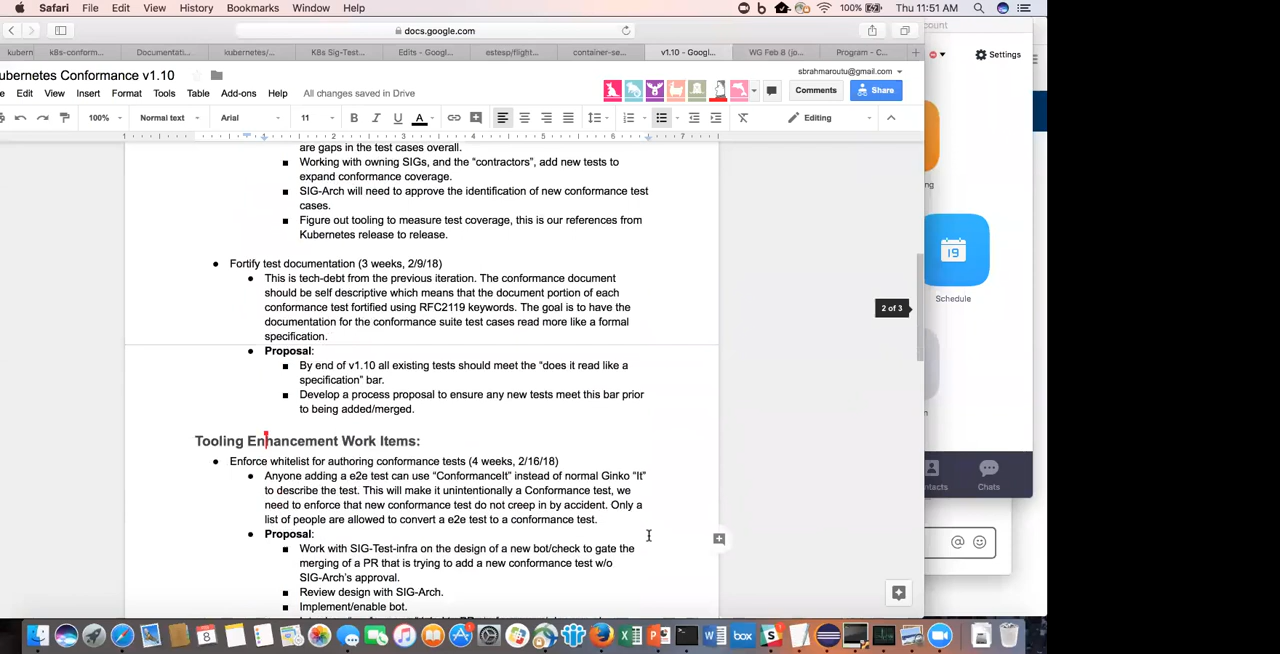 Safari File Edit View History Bookmarks Window Help 100% Thu 11:51 AM
docs.google.com
kubern k8s-conform... Documentati... kubernetes/... K8s Sig-Test... Edits - Googl... estesp/flight... container-se... v1.10 - Googl... WG Feb 8 (jo... Program - C...
ount
Settings
ubernetes Conformance v1.10
sbrahmaroutu@gmail.com
Edit View Insert Format Tools Table Add-ons Help All changes saved in Drive Comments Share
100% Normal text Arial 11 B I U A Editing
1 1 2 3 4 5 6 7
are gaps in the test cases overall.
Working with owning SIGs, and the “contractors”, add new tests to
expand conformance coverage.
SIG-Arch will need to approve the identification of new conformance test
cases.
Figure out tooling to measure test coverage, this is our references from
Kubernetes release to release.
Fortify test documentation (3 weeks, 2/9/18)
This is tech-debt from the previous iteration. The conformance document
should be self descriptive which means that the document portion of each
conformance test fortified using RFC2119 keywords. The goal is to have the
documentation for the conformance suite test cases read more like a formal
specification.
Proposal:
By end of v1.10 all existing tests should meet the “does it read like a
specification” bar.
Develop a process proposal to ensure any new tests meet this bar prior
to being added/merged.
Tooling Enhancement Work Items:
Enforce whitelist for authoring conformance tests (4 weeks, 2/16/18)
Anyone adding a e2e test can use “ConformanceIt” instead of normal Ginko “It”
to describe the test. This will make it unintentionally a Conformance test, we
need to enforce that new conformance test do not creep in by accident. Only a
list of people are allowed to convert a e2e test to a conformance test.
Proposal:
Work with SIG-Test-infra on the design of a new bot/check to gate the
merging of a PR that is trying to add a new conformance test w/o
SIG-Arch’s approval.
Review design with SIG-Arch.
Implement/enable bot.
2 of 3
ng
19
Schedule
n
ntacts Chats
8
box